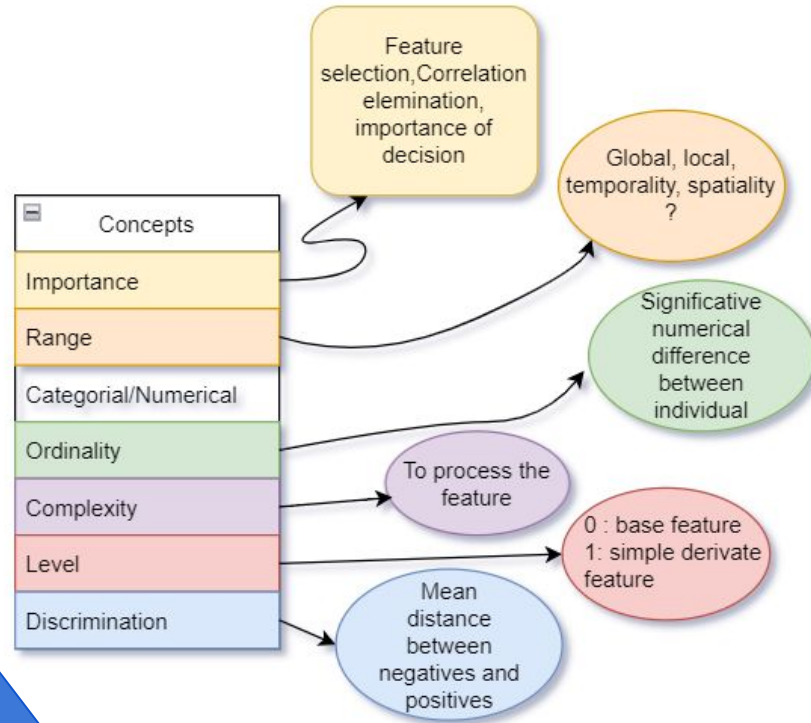 Feature
selection,Correlation
elemination,
importance of
decision
Global, local,
temporality, spatiality
?
Concepts
Importance
Range
Categorial/Numerical
Ordinality
Complexity
Level
Discrimination
Significative
numerical
difference
between
individual
To process the
feature
0 : base feature
1: simple derivate
feature
Mean
distance
between
negatives and
positives